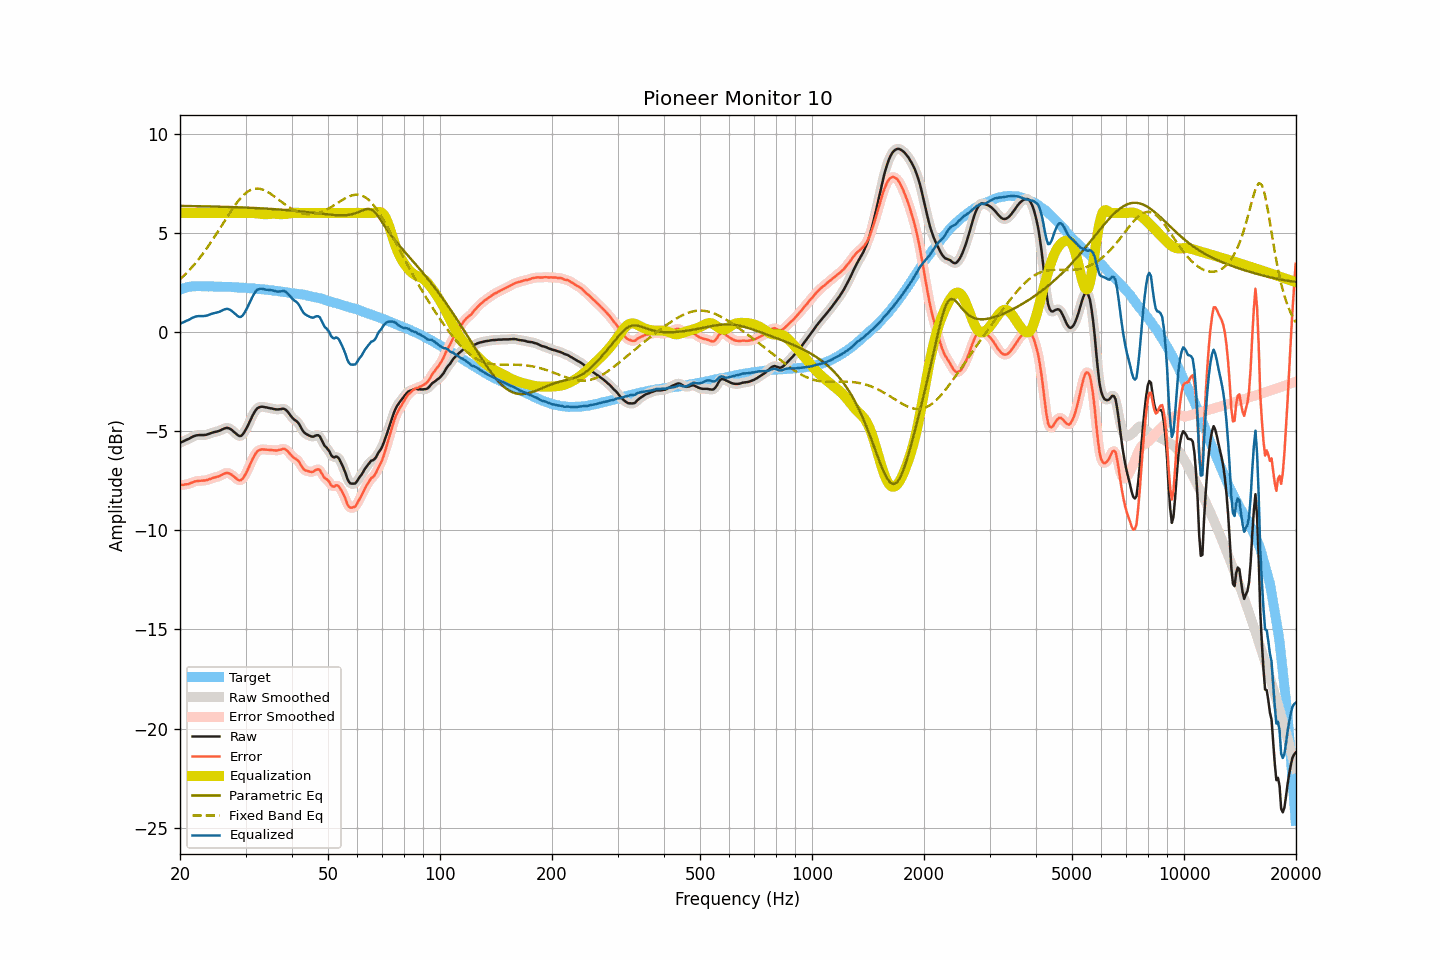 Pioneer Monitor 10
10
5
0
−5
−10
−15
−20
−25
Amplitude (dBr)
Target
Raw Smoothed
Error Smoothed
Raw
Error
Equalization
Parametric Eq
Fixed Band Eq
Equalized
20 50 100 200 500 1000 2000 5000 10000 20000
Frequency (Hz)